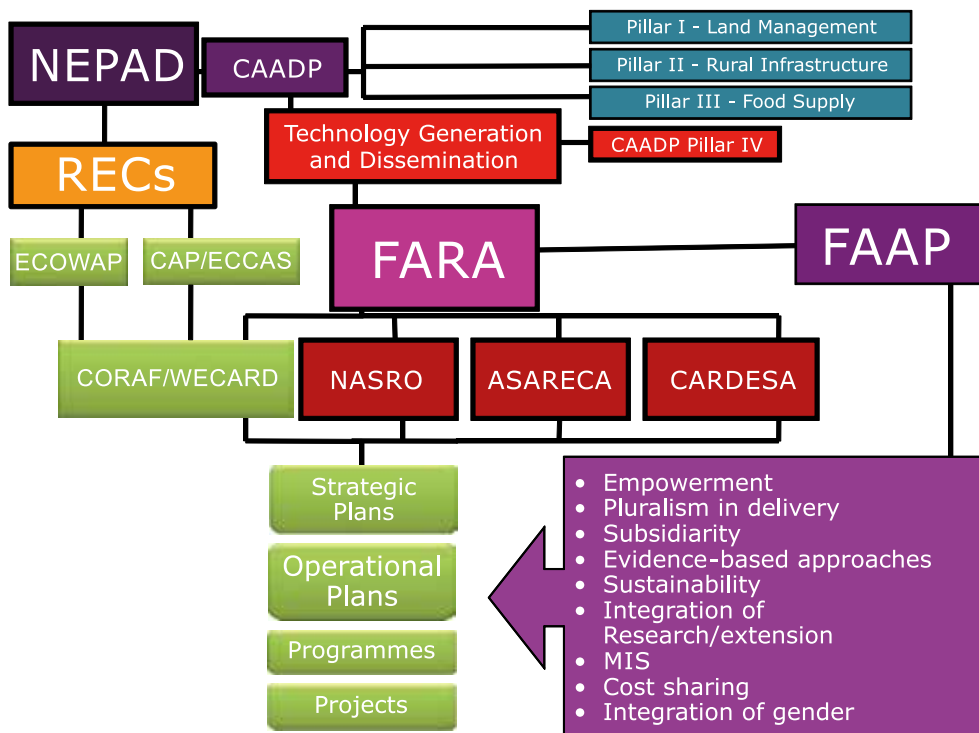 NEPAD
CAADP
Pillar I - Land Management
Pillar II - Rural Infrastructure
Pillar III - Food Supply
Technology Generation
and Dissemination
CAADP Pillar IV
RECs
ECOWAP
CAP/ECCAS
FARA
FAAP
CORAF/WECARD
NASRO
ASARECA
CARDESA
Strategic
Plans
Operational
Plans
Programmes
Projects
• Empowerment
• Pluralism in delivery
• Subsidiarity
• Evidence-based approaches
• Sustainability
• Integration of
Research/extension
• MIS
• Cost sharing
• Integration of gender